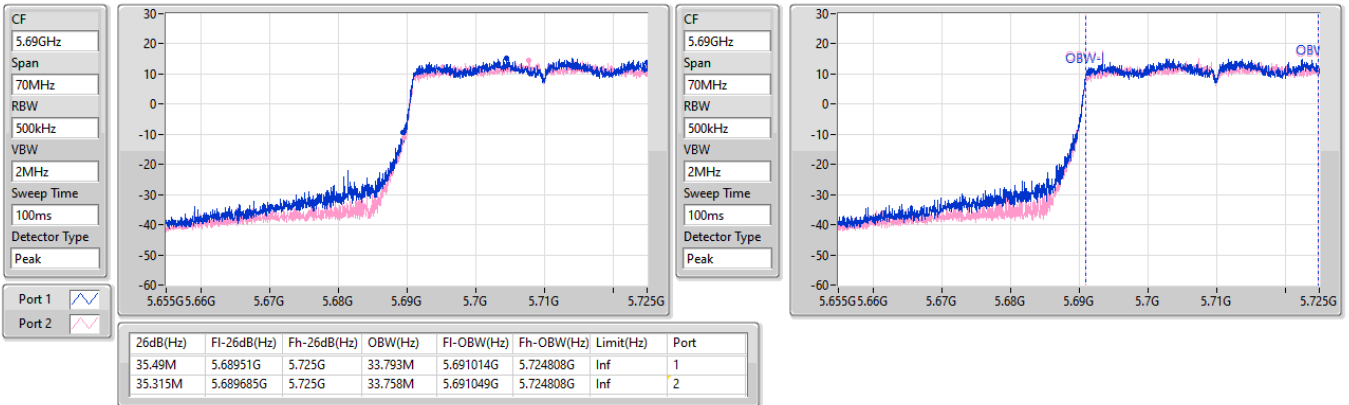 CF
5.69GHz
Span
70MHz
RBW
500kHz
VBW
2MHz
Sweep Time
100ms
Detector Type
Peak
Port 1
Port 2
30
20
10
0
-10
-20
-30
-40
-50
-60
5.655G 5.66G 5.67G 5.68G 5.69G 5.7G 5.71G 5.725G
CF
5.69GHz
Span
70MHz
RBW
500kHz
VBW
2MHz
Sweep Time
100ms
Detector Type
Peak
30
20
10
0
-10
-20
-30
-40
-50
-60
OBW-
OBW
5.655G 5.66G 5.67G 5.68G 5.69G 5.7G 5.71G 5.725G
26dB(Hz) Fl-26dB(Hz) Fh-26dB(Hz) OBW(Hz) Fl-OBW(Hz) Fh-OBW(Hz) Limit(Hz) Port
35.49M 5.68951G 5.725G 33.793M 5.691014G 5.724808G Inf 1
35.315M 5.689685G 5.725G 33.758M 5.691049G 5.724808G Inf 2